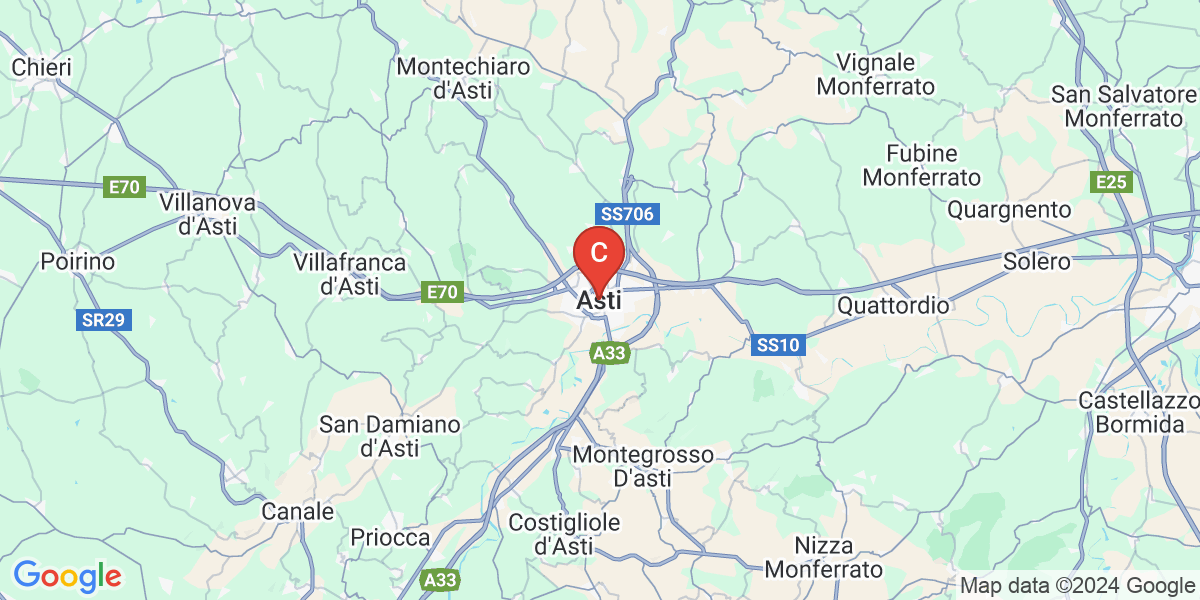 Chieri
Montechiaro
d'Asti
Vignale
Monferrato
San Salvatore
Monferrato
Fubine
Monferrato
E70
E25
Villanova
d'Asti
SS706
Quargnento
C
Poirino
Villafranca
d'Asti
Solero
E70
Asti
Quattordio
SR29
A33
SS10
San Damiano
d'Asti
Castellazzo
Bormida
Montegrosso
D'asti
Canale
Priocca
Costigliole
d'Asti
Nizza
Monferrato
Google
A33
Map data ©2024 Google